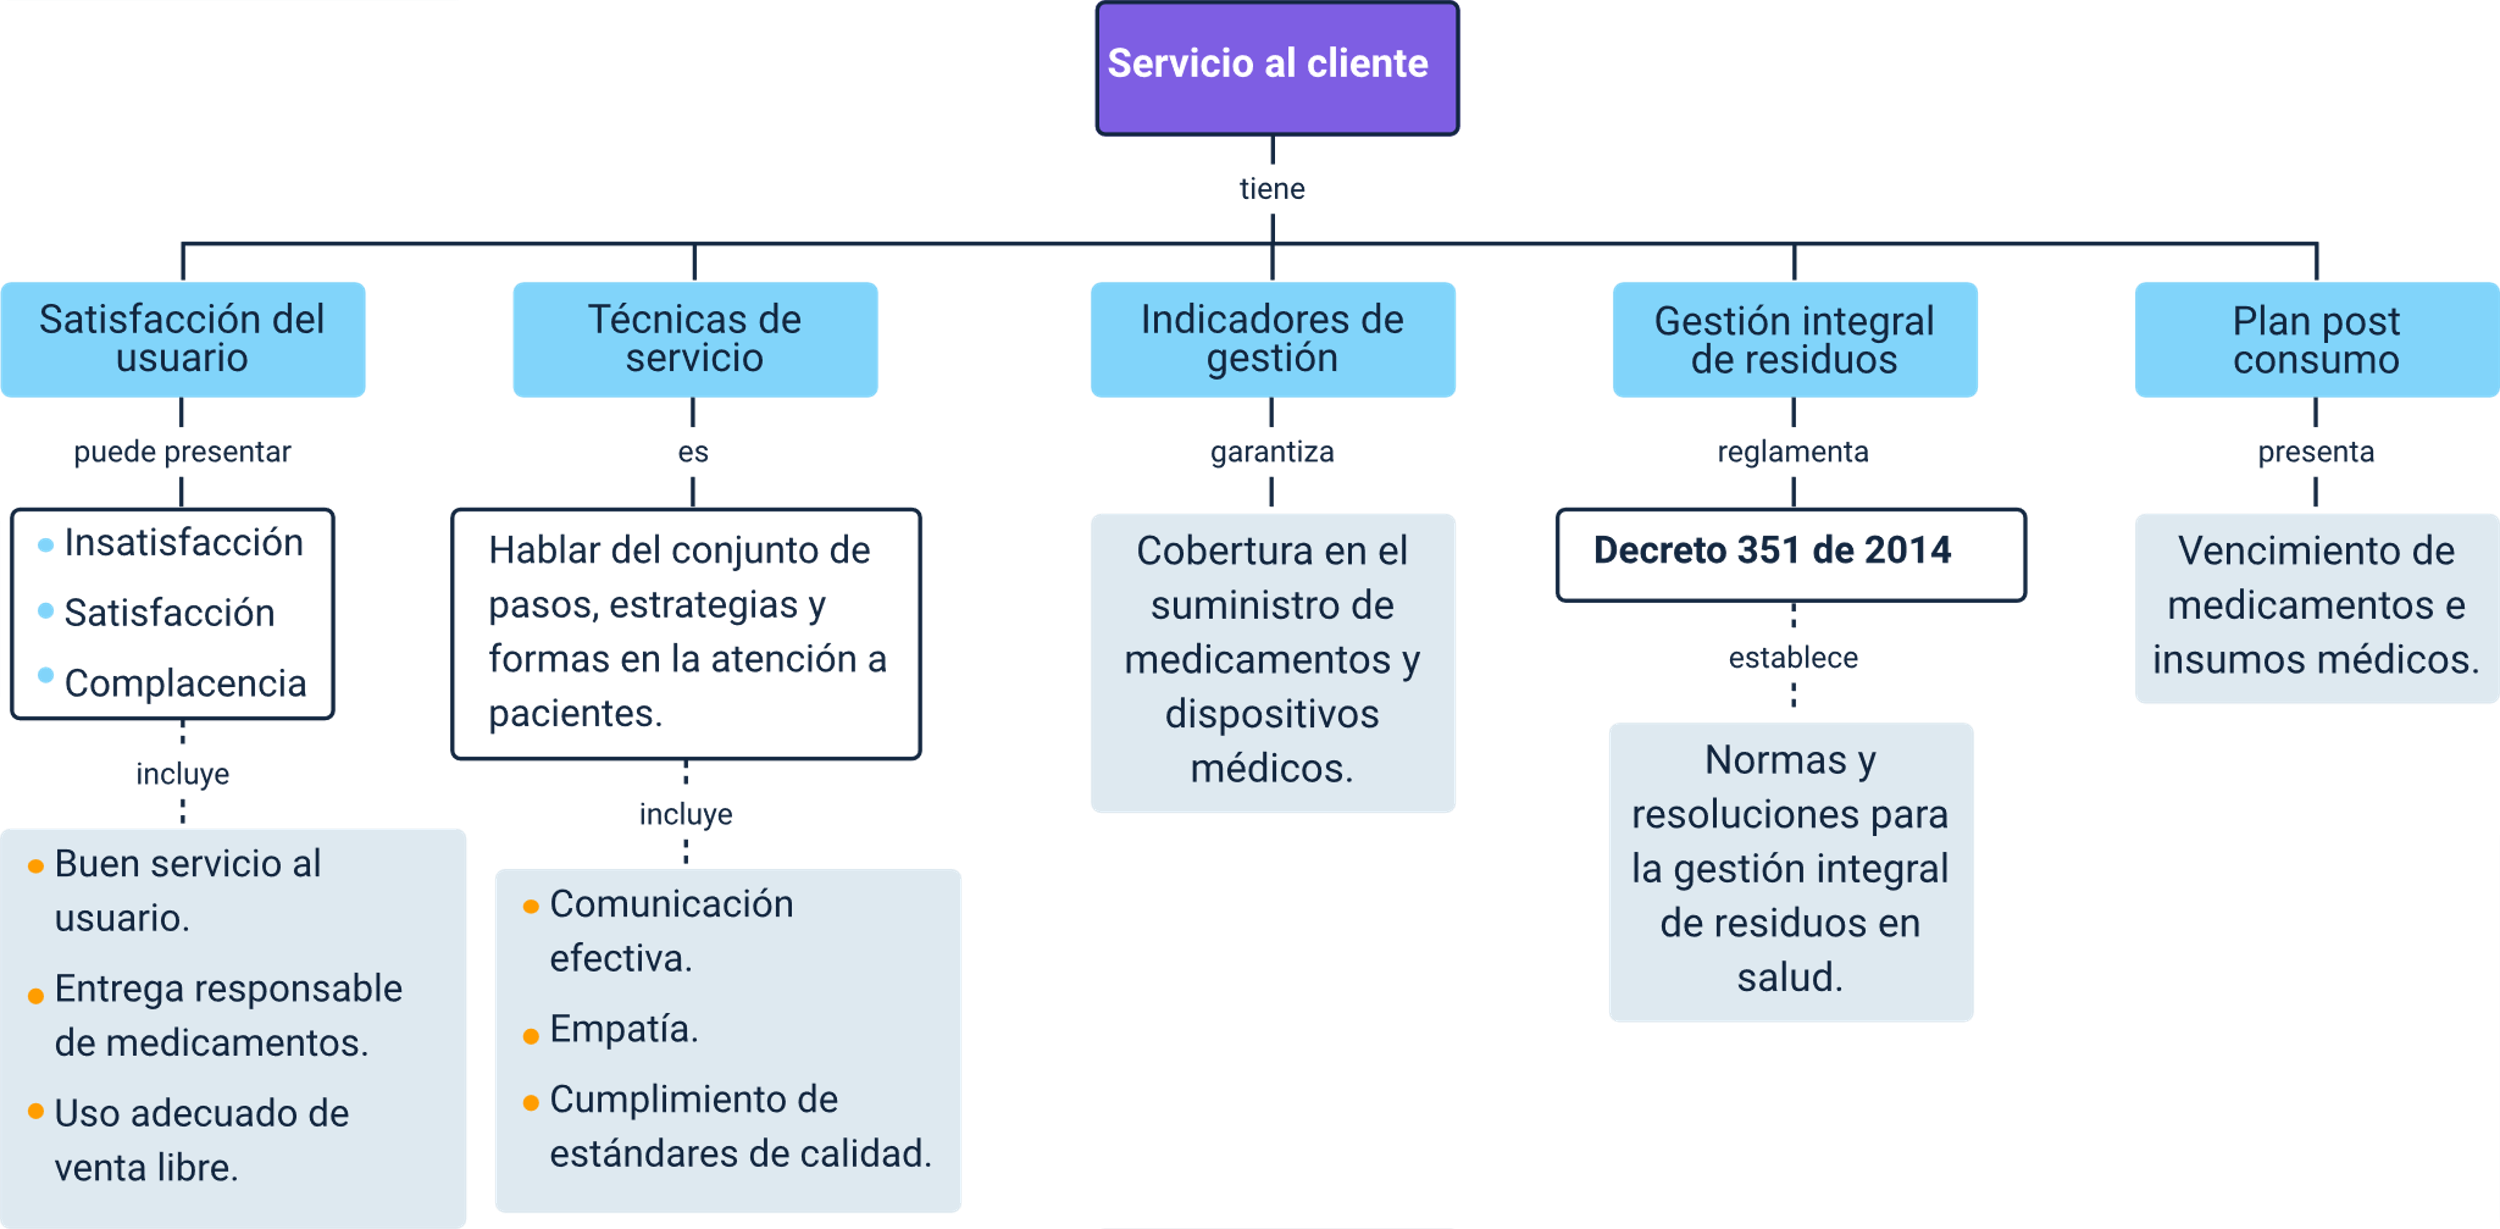 Servicio al cliente
tiene
Satisfacción del
usuario
puede presentar
Insatisfacción
Satisfacción
Complacencia
incluye
Buen servicio al
usuario.
Entrega responsable
de medicamentos.
Uso adecuado de
venta libre.
Técnicas de
servicio
es
Hablar del conjunto de
pasos, estrategias y
formas en la atención a
pacientes.
incluye
Comunicación
efectiva.
Empatía.
Cumplimiento de
estándares de calidad.
Indicadores de
gestión
garantiza
Cobertura en el
suministro de
medicamentos y
dispositivos
médicos.
Gestión integral
de residuos
reglamenta
Decreto 351 de 2014
establece
Normas y
resoluciones para
la gestión integral
de residuos en
salud.
Plan post
consumo
presenta
Vencimiento de
medicamentos e
insumos médicos.